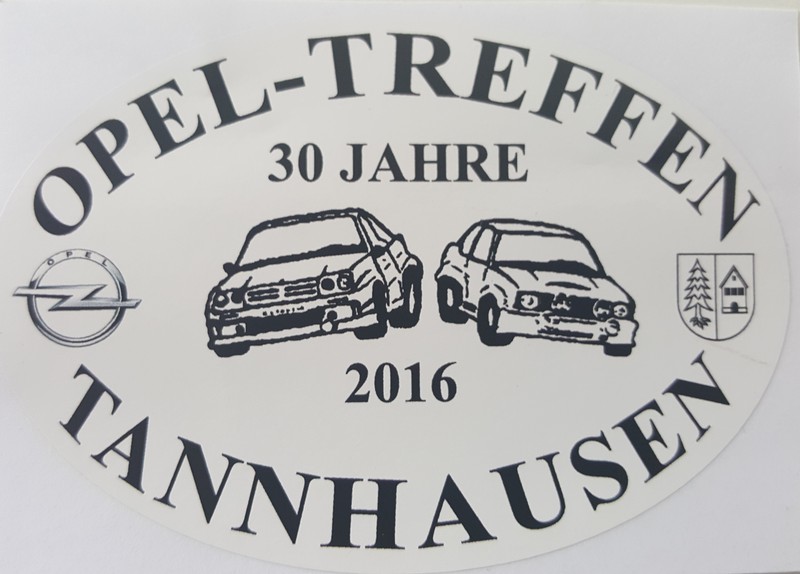 OPEL-TREFFEN
30 JAHRE
OPEL
2016
TANNHAUSEN